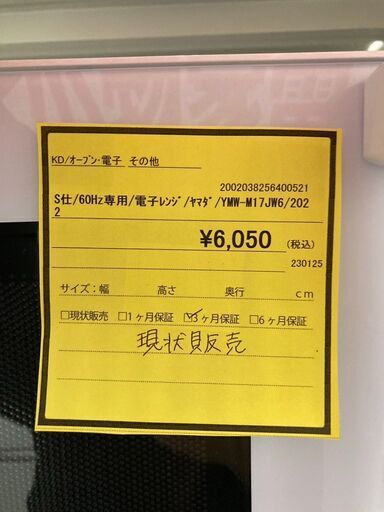 KD/オーブン・電子 その他
2002038256400521
S仕/60Hz専用/電子ﾚﾝｼﾞ/ﾔﾏﾀﾞ/YMW-M17JW6/202
2
¥6,050 (税込)
230125
サイズ：幅 高さ 奥行 cm
□現状販売 □1ヶ月保証 ☑3ヶ月保証 □6ヶ月保証
現状販売